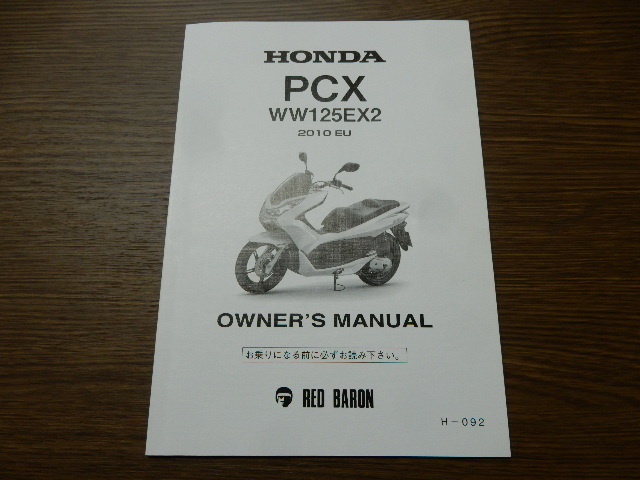 HONDA
PCX
WW125EX2
2010 EU
OWNER'S MANUAL
お乗りになる前に必ずお読み下さい。
RED BARON
H－092